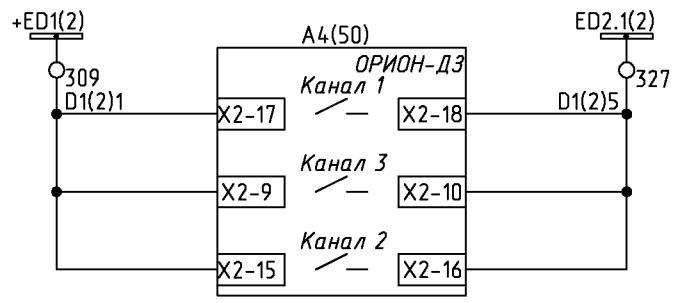 +ED1(2)
ED2.1(2)
A4(50)
ОРИОН-ДЗ
309
327
Канал 1
D1(2)1
D1(2)5
X2-17
X2-18
Канал 3
X2-9
X2-10
Канал 2
X2-15
X2-16